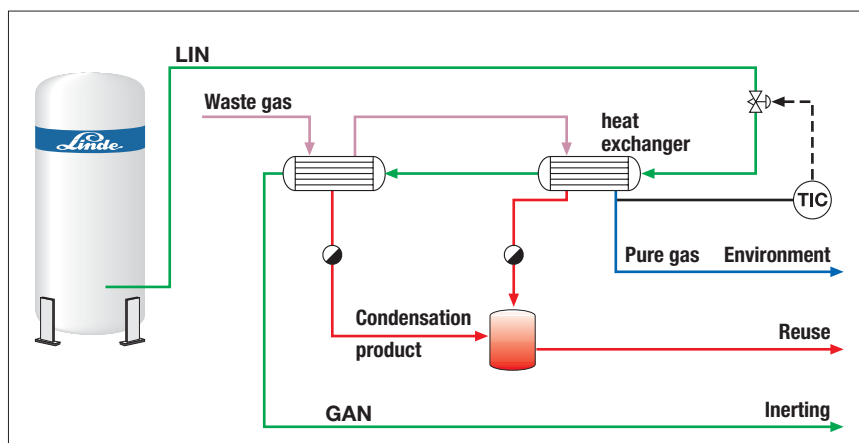 LIN
Waste gas
heat
exchanger
Linde
TIC
Pure gas Environment
Condensation
product
Reuse
GAN
Inerting